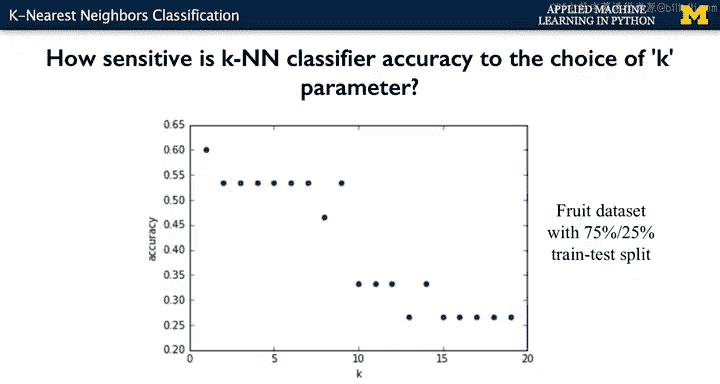 K-Nearest Neighbors Classification
APPLIED MACHINE
LEARNING IN PYTHON
M
How sensitive is k-NN classifier accuracy to the choice of 'k'
parameter?
0.65
0.60
0.55
0.50
0.45
0.40
0.35
0.30
0.25
0.20
accuracy
0
5
10
15
20
k
Fruit dataset
with 75%/25%
train-test split